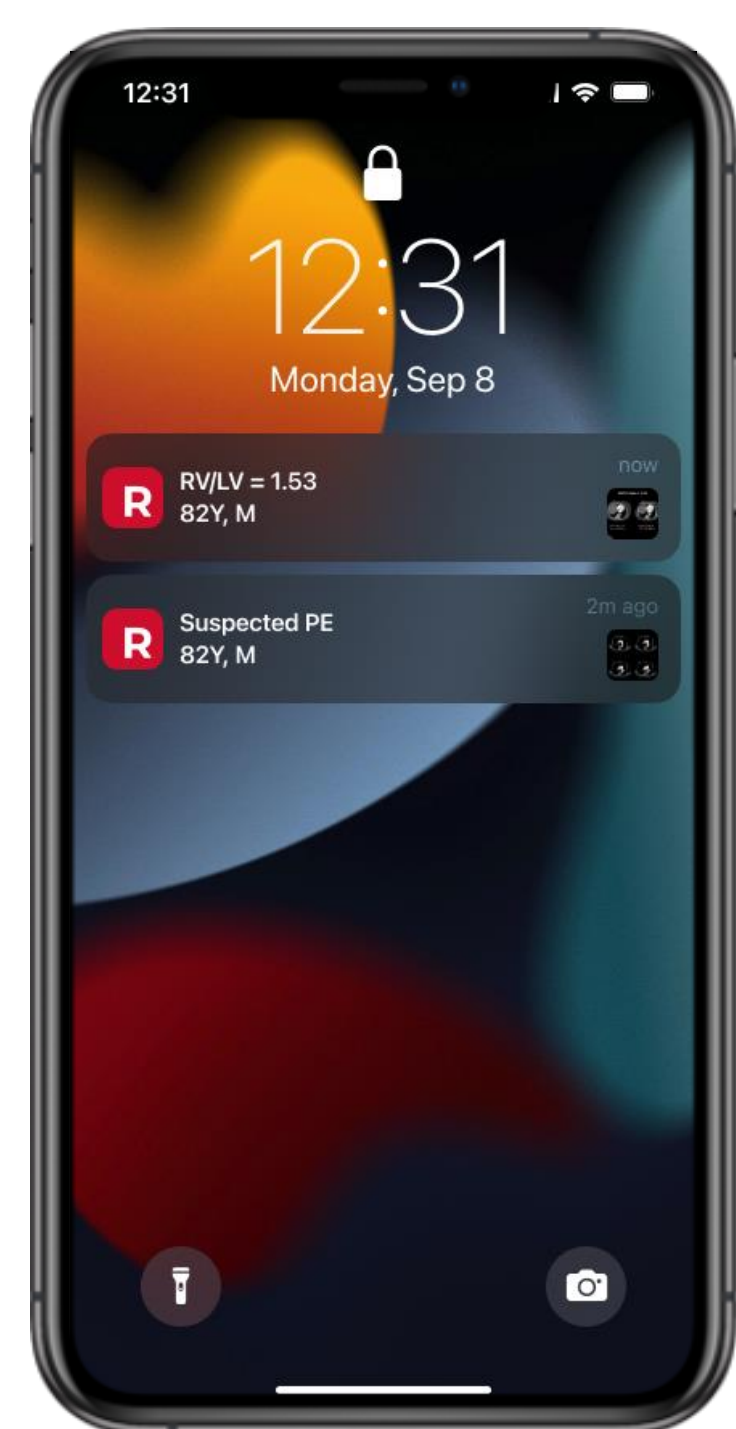 12:31
12:31
Monday, Sep 8
now
R
RV/LV = 1.53
82Y, M
2m ago
R
Suspected PE
82Y, M